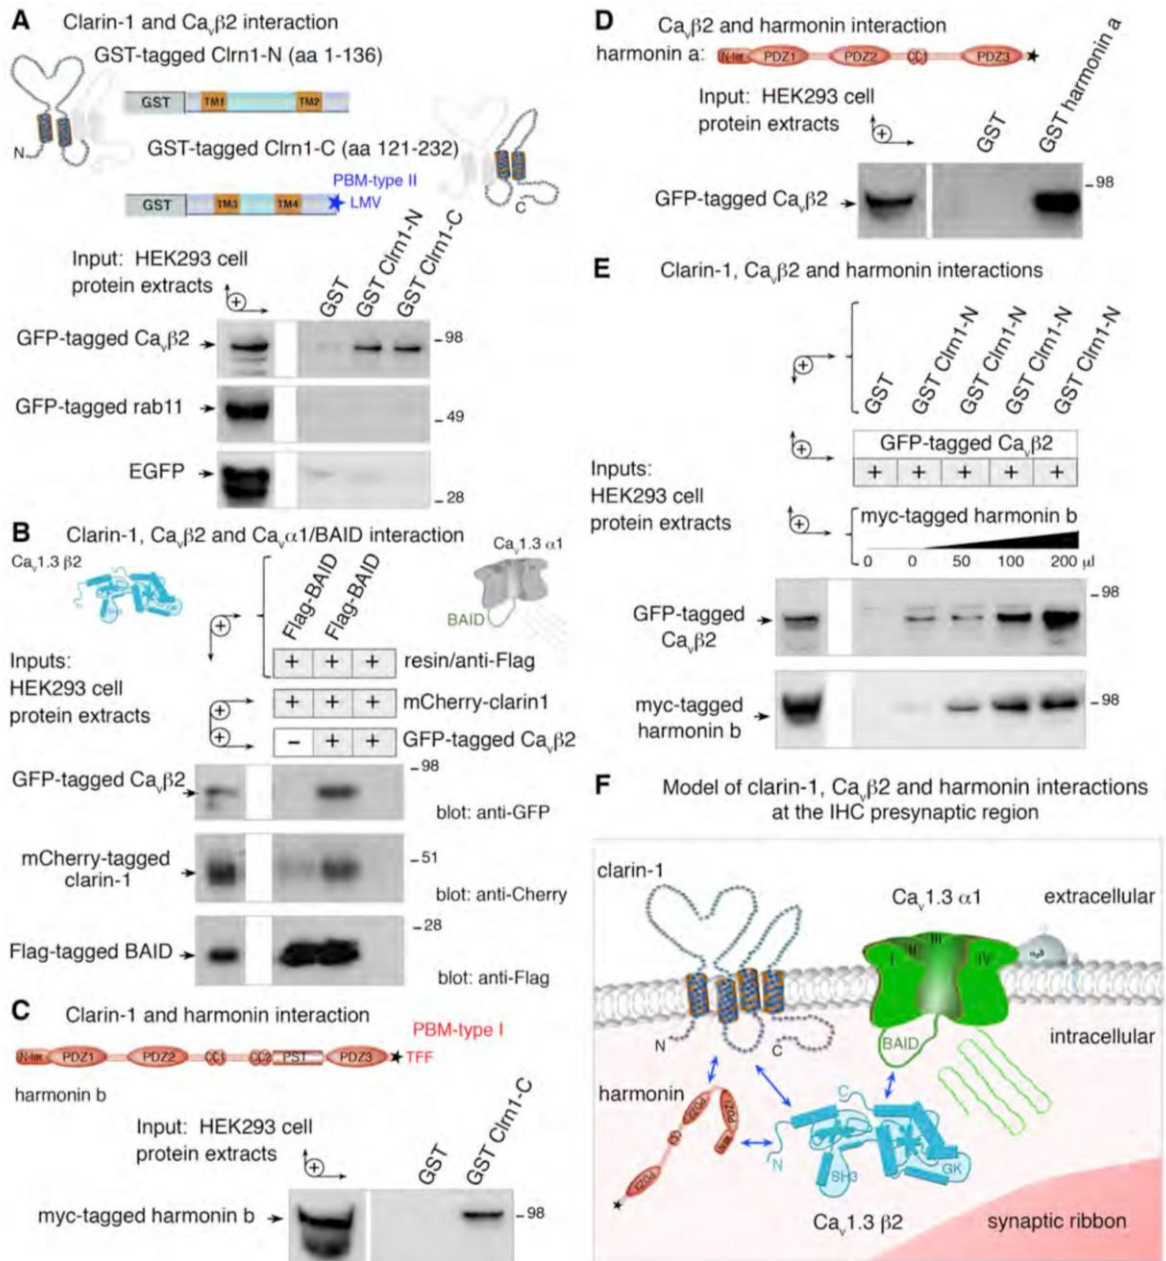 A Clarin-1 and Cavβ2 interaction
GST-tagged Clrn1-N (aa 1-136)
GST TM1 TM2
N
GST-tagged Clrn1-C (aa 121-232)
PBM-type II
GST TM3 TM4 LMV
C
Input: HEK293 cell
protein extracts
+
GST
GST Clrn1-N
GST Clrn1-C
GFP-tagged Cavβ2
98
GFP-tagged rab11
49
EGFP
28
B Clarin-1, Cavβ2 and Cavα1/BAID interaction
Cav1.3 β2
Cav1.3 α1
BAID
Flag-BAID
Flag-BAID
+
Inputs:
HEK293 cell
protein extracts
+ + + resin/anti-Flag
+ + + + mCherry-clarin1
+ − + + GFP-tagged Cavβ2
GFP-tagged Cavβ2
98
blot: anti-GFP
mCherry-tagged
clarin-1
51
blot: anti-Cherry
Flag-tagged BAID
28
blot: anti-Flag
C Clarin-1 and harmonin interaction
PBM-type I
N-ter PDZ1 PDZ2 CC1 CC2 PST PDZ3 TFF
harmonin b
Input: HEK293 cell
protein extracts
+
GST
GST Clrn1-C
myc-tagged harmonin b
98
D Cavβ2 and harmonin interaction
harmonin a: N-ter PDZ1 PDZ2 CC1 PDZ3
Input: HEK293 cell
protein extracts
+
GST
GST harmonin a
GFP-tagged Cavβ2
98
E Clarin-1, Cavβ2 and harmonin interactions
+
GST
GST Clrn1-N
GST Clrn1-N
GST Clrn1-N
GST Clrn1-N
Inputs:
HEK293 cell
protein extracts
+ GFP-tagged Cavβ2
+ + + + +
+ myc-tagged harmonin b
0 0 50 100 200 μl
GFP-tagged
Cavβ2
98
myc-tagged
harmonin b
98
F Model of clarin-1, Cavβ2 and harmonin interactions
at the IHC presynaptic region
clarin-1
Cav1.3 α1
extracellular
I II III IV α2δ
intracellular
N
C
BAID
harmonin
PDZ2 PDZ1
PDZ3
C
N
SH3
GK
Cav1.3 β2
synaptic ribbon